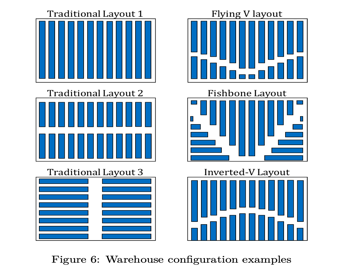 Traditional Layout 1
Flying V layout
Traditional Layout 2
Fishbone Layout
Traditional Layout 3
Inverted-V Layout
Figure 6: Warehouse configuration examples